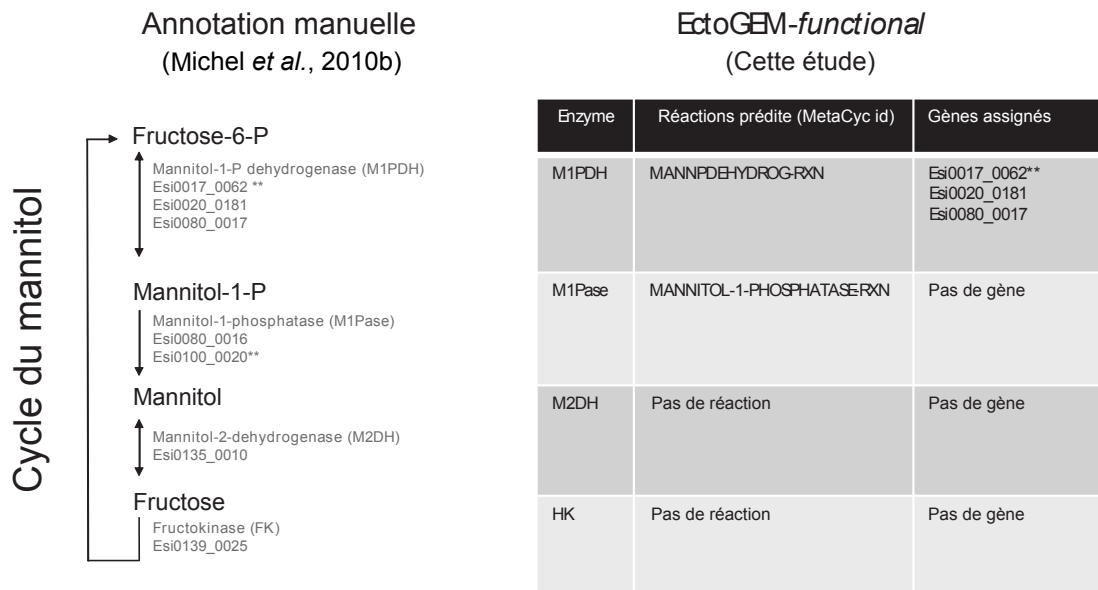 Annotation manuelle
(Michel et al., 2010b)
Cycle du mannitol
Fructose-6-P
Mannitol-1-P dehydrogenase (M1PDH)
Esi0017_0062 **
Esi0020_0181
Esi0080_0017
Mannitol-1-P
Mannitol-1-phosphatase (M1Pase)
Esi0080_0016
Esi0100_0020**
Mannitol
Mannitol-2-dehydrogenase (M2DH)
Esi0135_0010
Fructose
Fructokinase (FK)
Esi0139_0025
EctoGEM-functional
(Cette étude)
Enzyme Réactions prédite (MetaCyc id) Gènes assignés
M1PDH MANNPDEHYDROG-RXN Esi0017_0062**
Esi0020_0181
Esi0080_0017
M1Pase MANNITOL-1-PHOSPHATASE-RXN Pas de gène
M2DH Pas de réaction Pas de gène
HK Pas de réaction Pas de gène